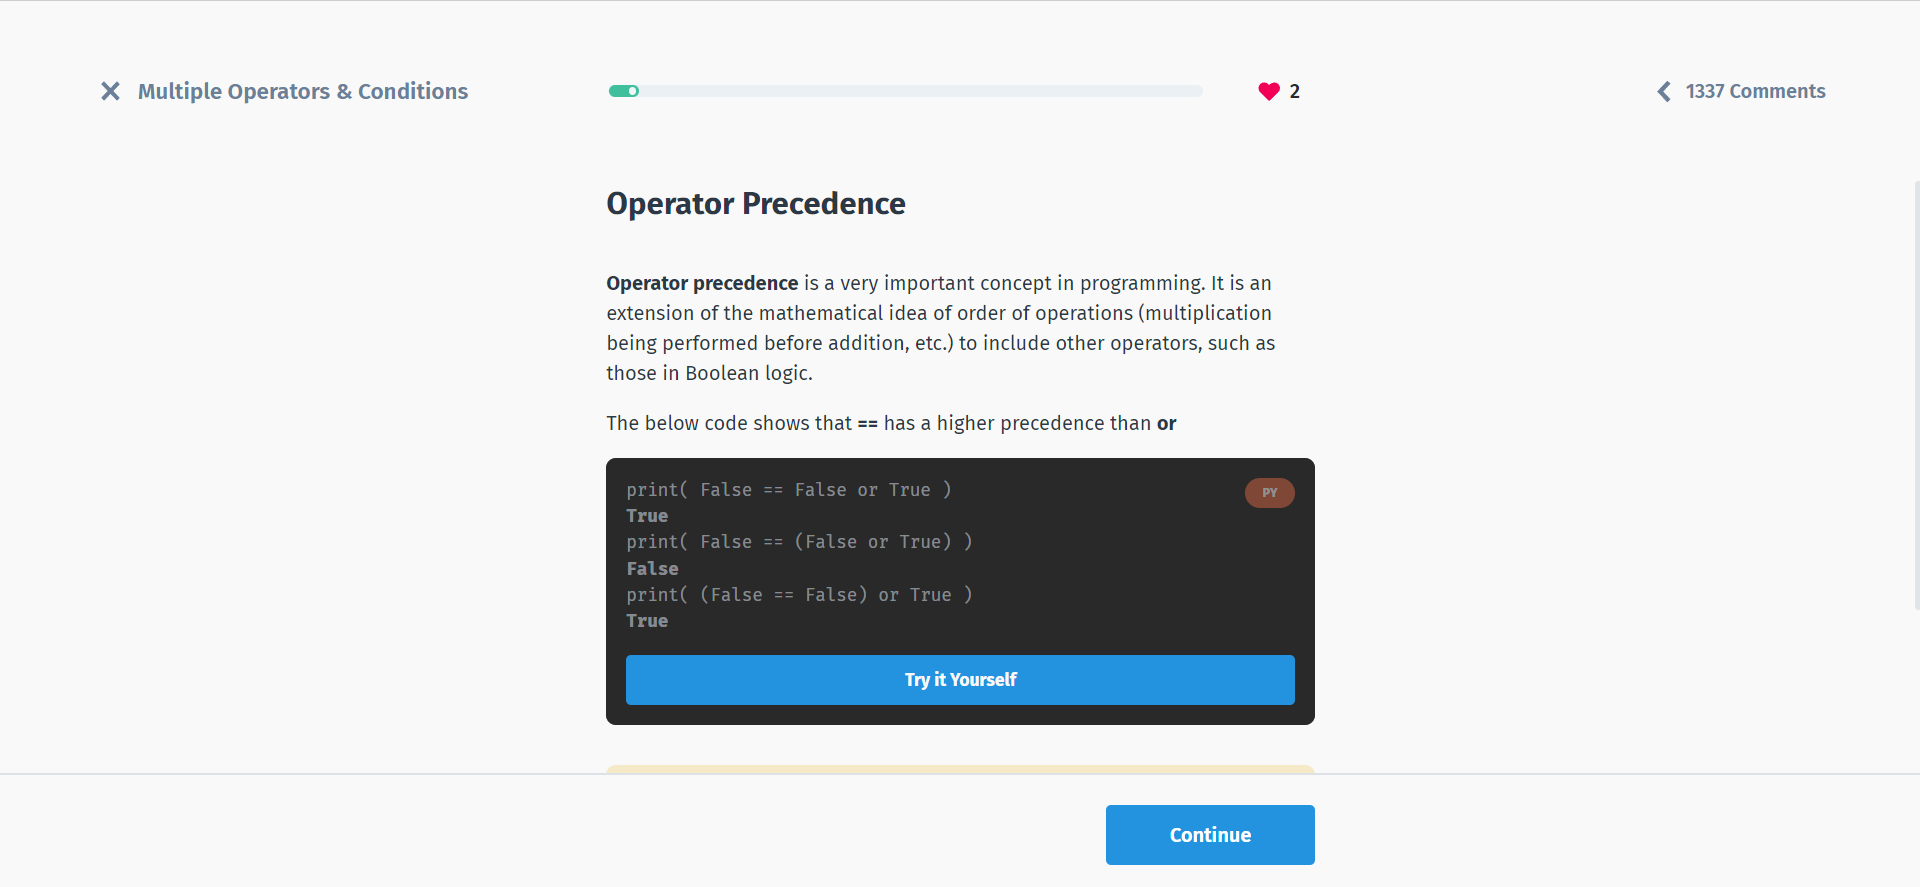 Multiple Operators & Conditions
2
1337 Comments
Operator Precedence
Operator precedence is a very important concept in programming. It is an
extension of the mathematical idea of order of operations (multiplication
being performed before addition, etc.) to include other operators, such as
those in Boolean logic.
The below code shows that == has a higher precedence than or
print( False == False or True )
PY
True
print( False == (False or True) )
False
print( (False == False) or True )
True
Try it Yourself
Continue